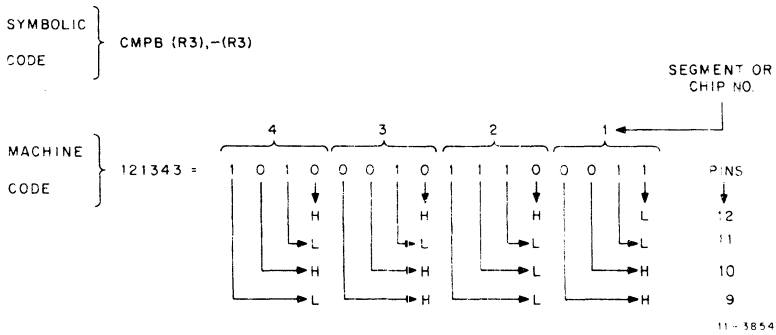 SYMBOLIC
CODE
CMPB (R3),-(R3)
SEGMENT OR
CHIP NO.
4 3 2 1
MACHINE
CODE
121343 = 1 0 1 0 0 0 1 0 1 1 1 0 0 0 1 1 PINS
H H H L 12
L L L L 11
H H L H 10
L H L H 9
11-3854